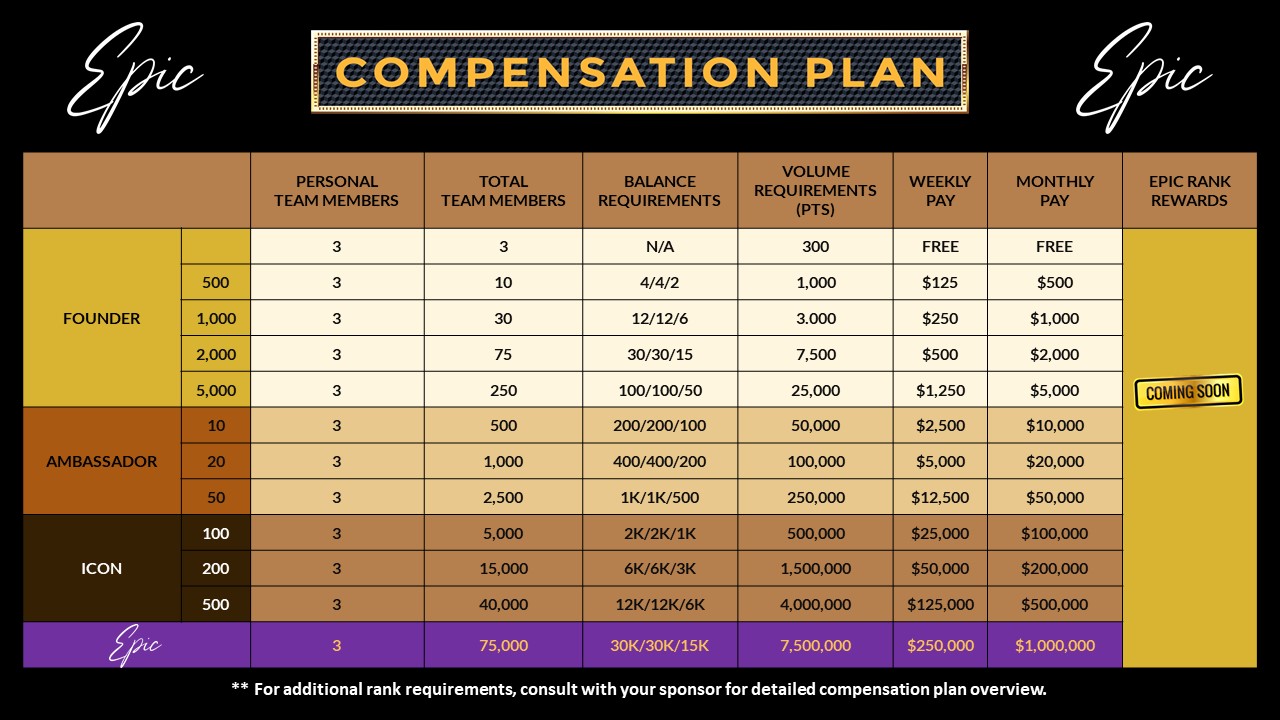 Epic
COMPENSATION PLAN
Epic
PERSONAL TEAM MEMBERS TOTAL TEAM MEMBERS BALANCE REQUIREMENTS VOLUME REQUIREMENTS (PTS) WEEKLY PAY MONTHLY PAY EPIC RANK REWARDS
3 3 N/A 300 FREE FREE
500 3 10 4/4/2 1,000 $125 $500
FOUNDER 1,000 3 30 12/12/6 3.000 $250 $1,000
2,000 3 75 30/30/15 7,500 $500 $2,000
5,000 3 250 100/100/50 25,000 $1,250 $5,000 COMING SOON
10 3 500 200/200/100 50,000 $2,500 $10,000
AMBASSADOR 20 3 1,000 400/400/200 100,000 $5,000 $20,000
50 3 2,500 1K/1K/500 250,000 $12,500 $50,000
100 3 5,000 2K/2K/1K 500,000 $25,000 $100,000
ICON 200 3 15,000 6K/6K/3K 1,500,000 $50,000 $200,000
500 3 40,000 12K/12K/6K 4,000,000 $125,000 $500,000
Epic 3 75,000 30K/30K/15K 7,500,000 $250,000 $1,000,000
** For additional rank requirements, consult with your sponsor for detailed compensation plan overview.